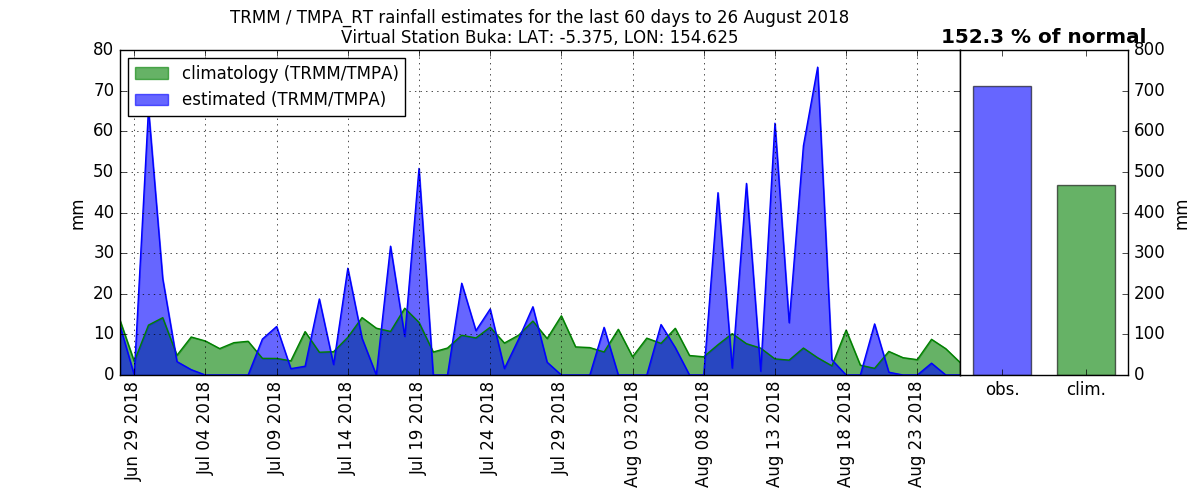 TRMM / TMPA_RT rainfall estimates for the last 60 days to 26 August 2018
Virtual Station Buka: LAT: -5.375, LON: 154.625
152.3 % of normal
climatology (TRMM/TMPA)
estimated (TRMM/TMPA)
mm
80
70
60
50
40
30
20
10
0
Jun 29 2018
Jul 04 2018
Jul 09 2018
Jul 14 2018
Jul 19 2018
Jul 24 2018
Jul 29 2018
Aug 03 2018
Aug 08 2018
Aug 13 2018
Aug 18 2018
Aug 23 2018
obs.
clim.
800
700
600
500
400
300
200
100
0
mm